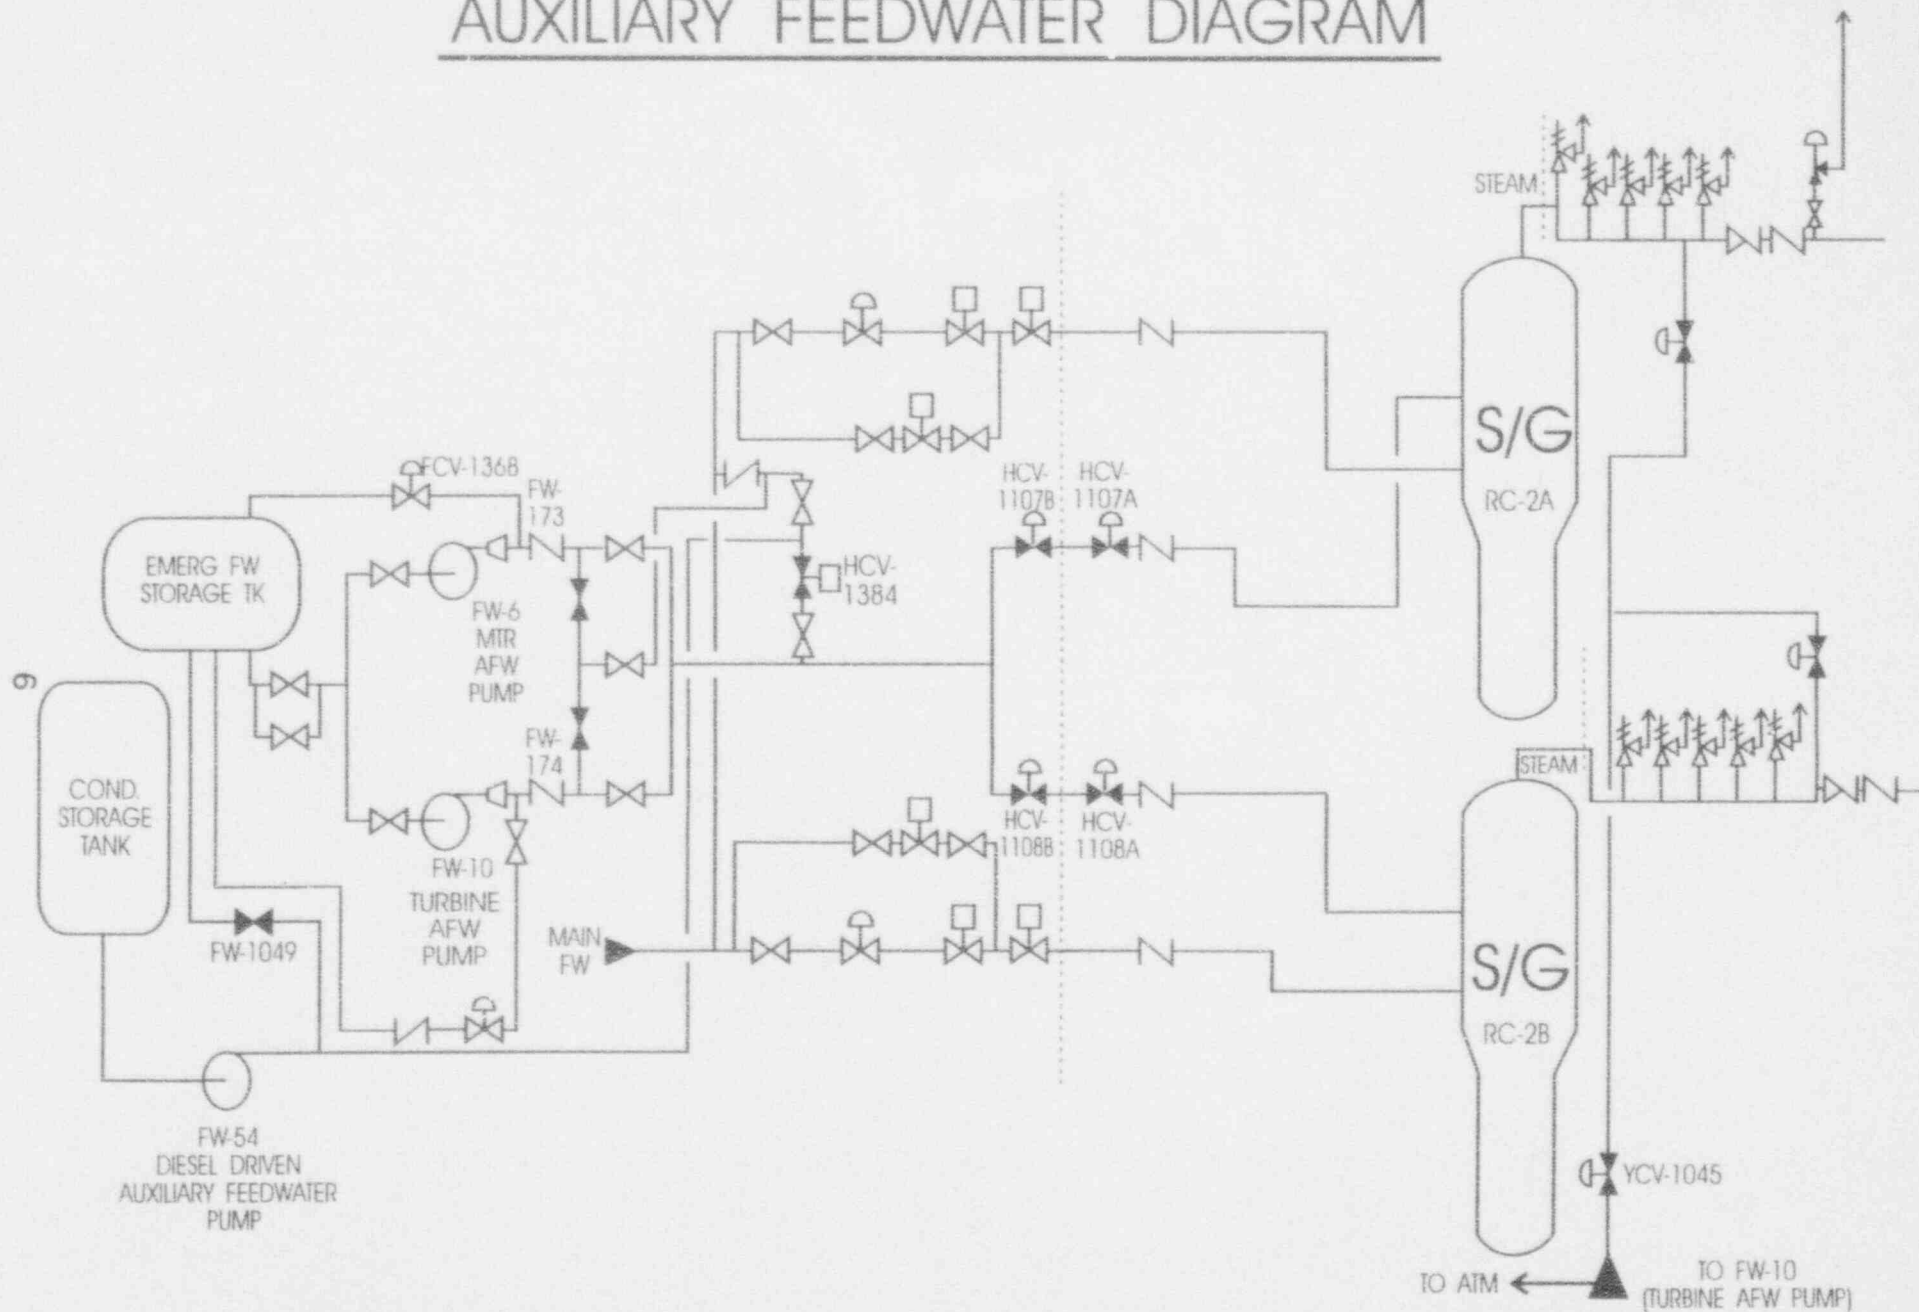 AUXILIARY FEEDWATER DIAGRAM
STEAM
FCV-1368
FW-
173
HCV-
1107B
HCV-
1107A
S/G
RC-2A
EMERG FW
STORAGE TK
HCV-
1384
FW-6
MTR
AFW
PUMP
9
FW-
174
COND.
STORAGE
TANK
STEAM
HCV-
1108B
HCV-
1108A
FW-10
TURBINE
AFW
PUMP
FW-1049
MAIN
FW
S/G
RC-2B
FW-54
DIESEL DRIVEN
AUXILIARY FEEDWATER
PUMP
YCV-1045
TO ATM
TO FW-10
(TURBINE AFW PUMP)